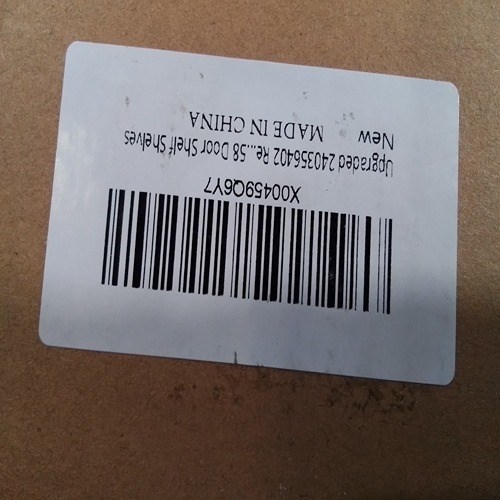 X00459Q6Y7
Upgraded 240356402 Re...58 Door Shelf Shelves
New MADE IN CHINA